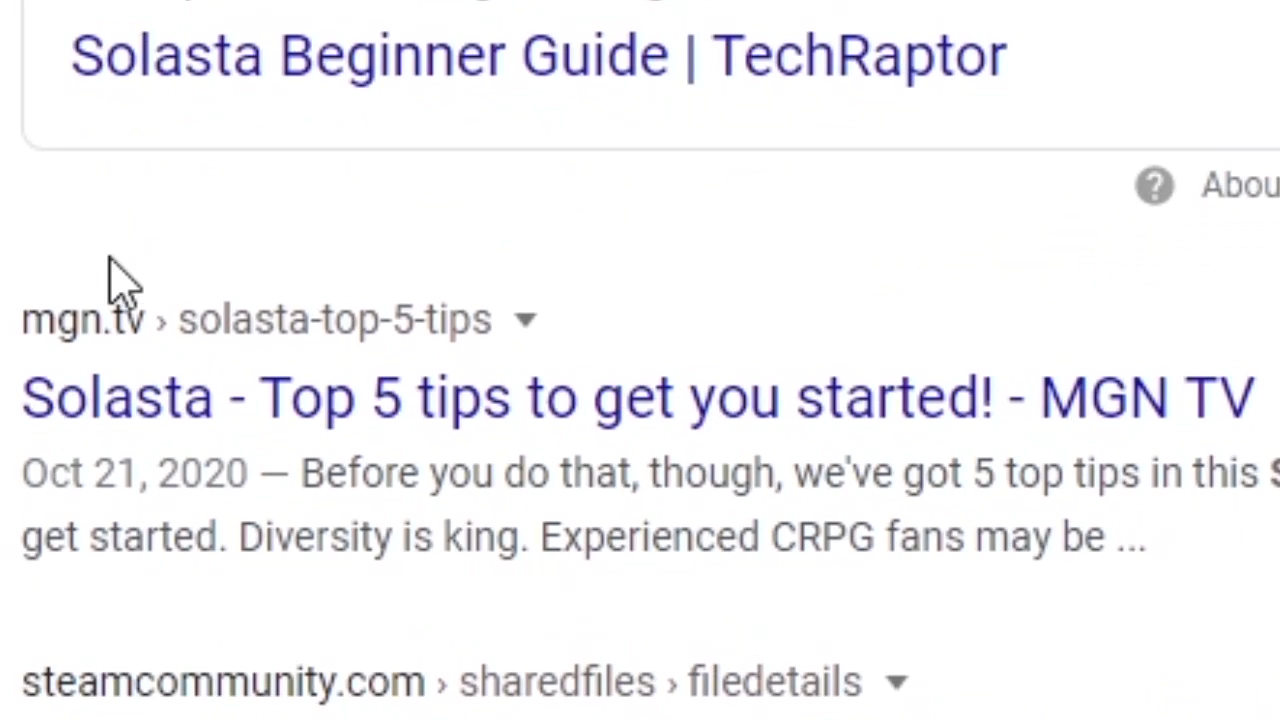 Solasta Beginner Guide | TechRaptor
Abou
mgn.tv › solasta-top-5-tips
Solasta - Top 5 tips to get you started! - MGN TV
Oct 21, 2020 — Before you do that, though, we've got 5 top tips in this
get started. Diversity is king. Experienced CRPG fans may be ...
steamcommunity.com › sharedfiles › filedetails